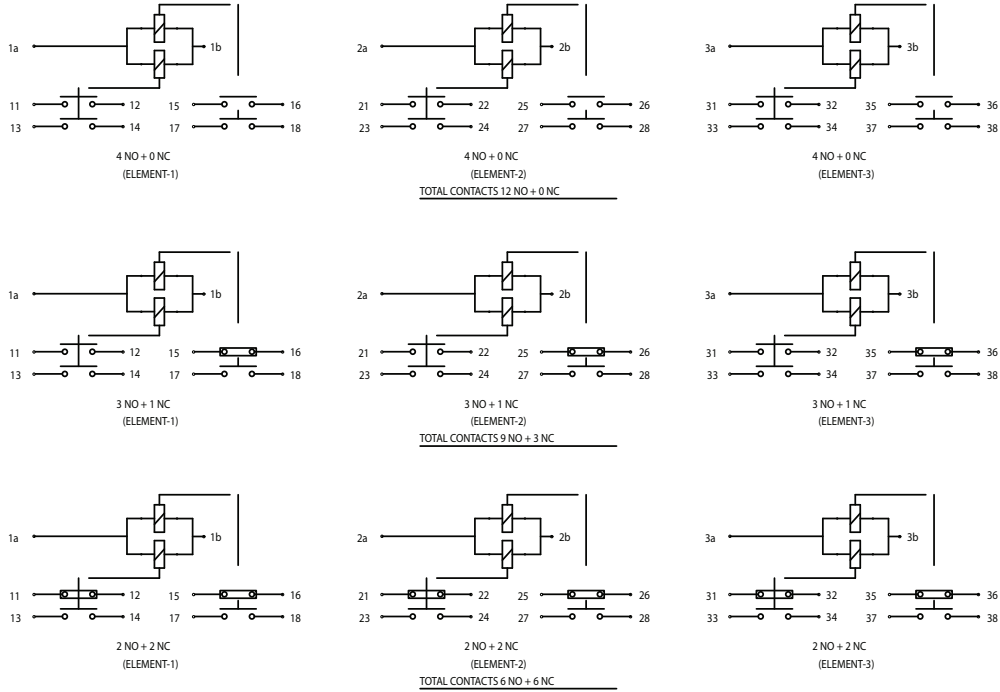 1a 1b 2a 2b 3a 3b
11 12 15 16 21 22 25 26 31 32 35 36
13 14 17 18 23 24 27 28 33 34 37 38
4 NO + 0 NC 4 NO + 0 NC 4 NO + 0 NC
(ELEMENT-1) (ELEMENT-2) (ELEMENT-3)
TOTAL CONTACTS 12 NO + 0 NC
1a 1b 2a 2b 3a 3b
11 12 15 16 21 22 25 26 31 32 35 36
13 14 17 18 23 24 27 28 33 34 37 38
3 NO + 1 NC 3 NO + 1 NC 3 NO + 1 NC
(ELEMENT-1) (ELEMENT-2) (ELEMENT-3)
TOTAL CONTACTS 9 NO + 3 NC
1a 1b 2a 2b 3a 3b
11 12 15 16 21 22 25 26 31 32 35 36
13 14 17 18 23 24 27 28 33 34 37 38
2 NO + 2 NC 2 NO + 2 NC 2 NO + 2 NC
(ELEMENT-1) (ELEMENT-2) (ELEMENT-3)
TOTAL CONTACTS 6 NO + 6 NC